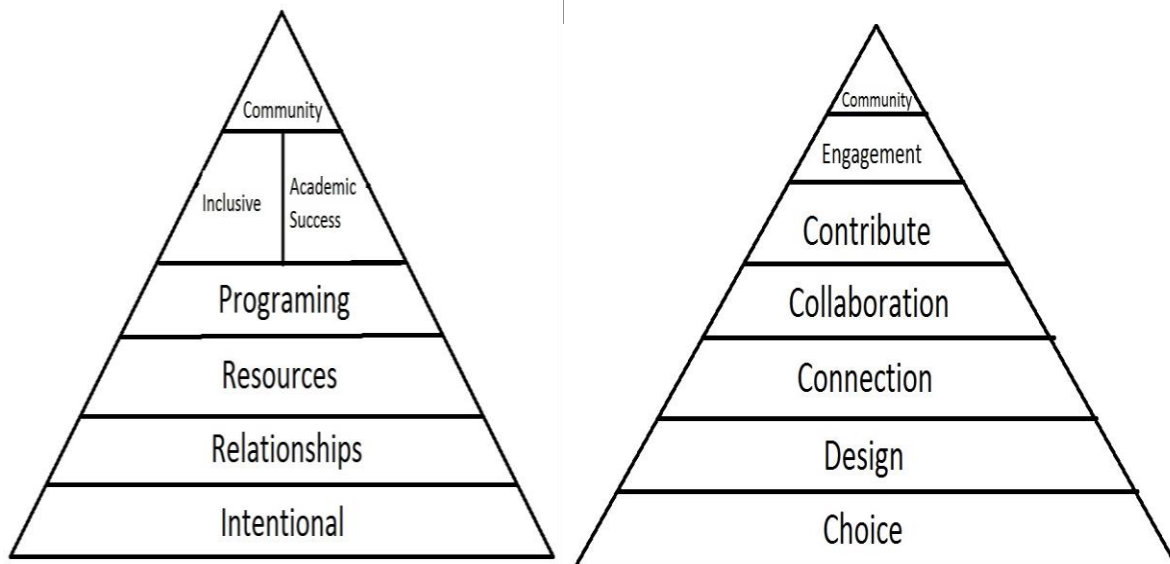 Community
Inclusive
Academic
Success
Programing
Resources
Relationships
Intentional
Community
Engagement
Contribute
Collaboration
Connection
Design
Choice